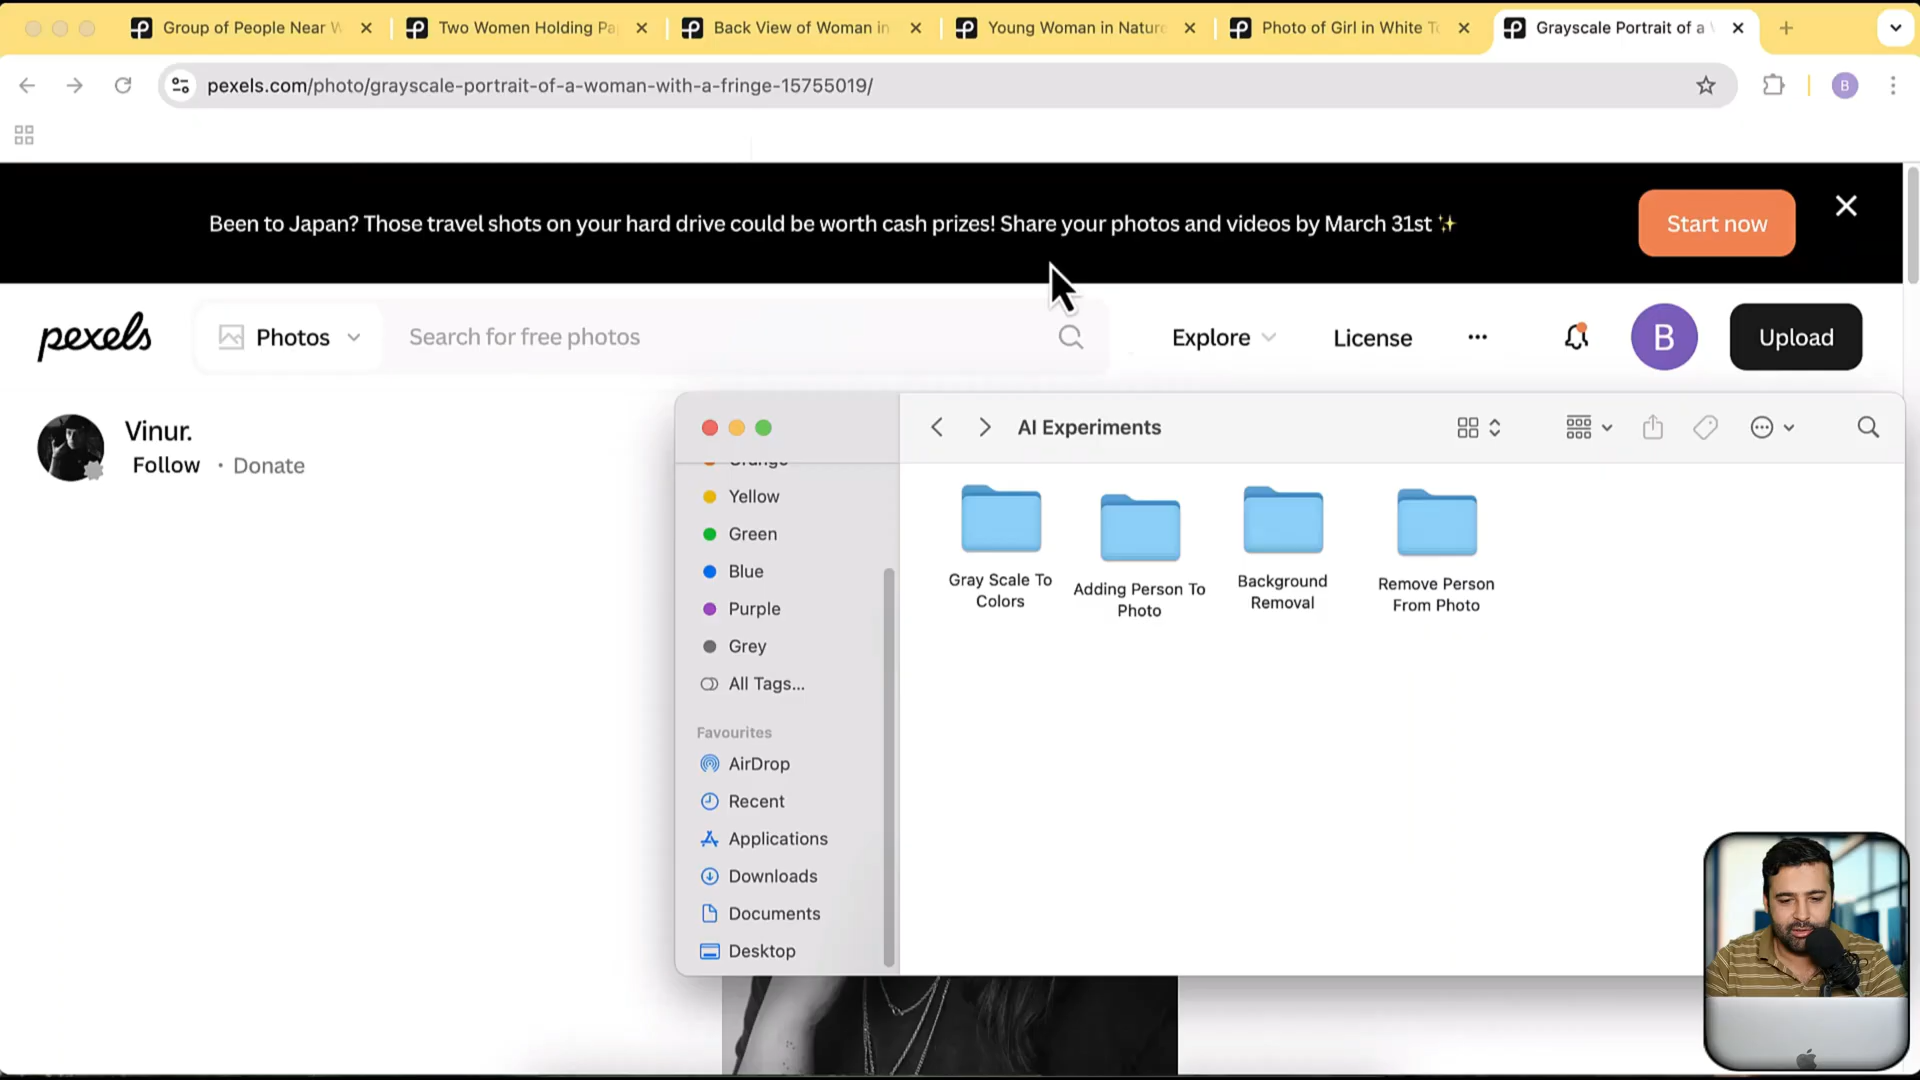 Group of People Near W
Two Women Holding Pa
Back View of Woman in
Young Woman in Nature
Photo of Girl in White T
Grayscale Portrait of a
pexels.com/photo/grayscale-portrait-of-a-woman-with-a-fringe-15755019/
B
Been to Japan? Those travel shots on your hard drive could be worth cash prizes! Share your photos and videos by March 31st ✨
Start now
pexels
Photos
Search for free photos
Explore
License
B
Upload
Vinur.
Follow · Donate
AI Experiments
Orange
Yellow
Green
Blue
Purple
Grey
All Tags...
Favourites
AirDrop
Recent
Applications
Downloads
Documents
Desktop
Gray Scale To
Colors
Adding Person To
Photo
Background
Removal
Remove Person
From Photo